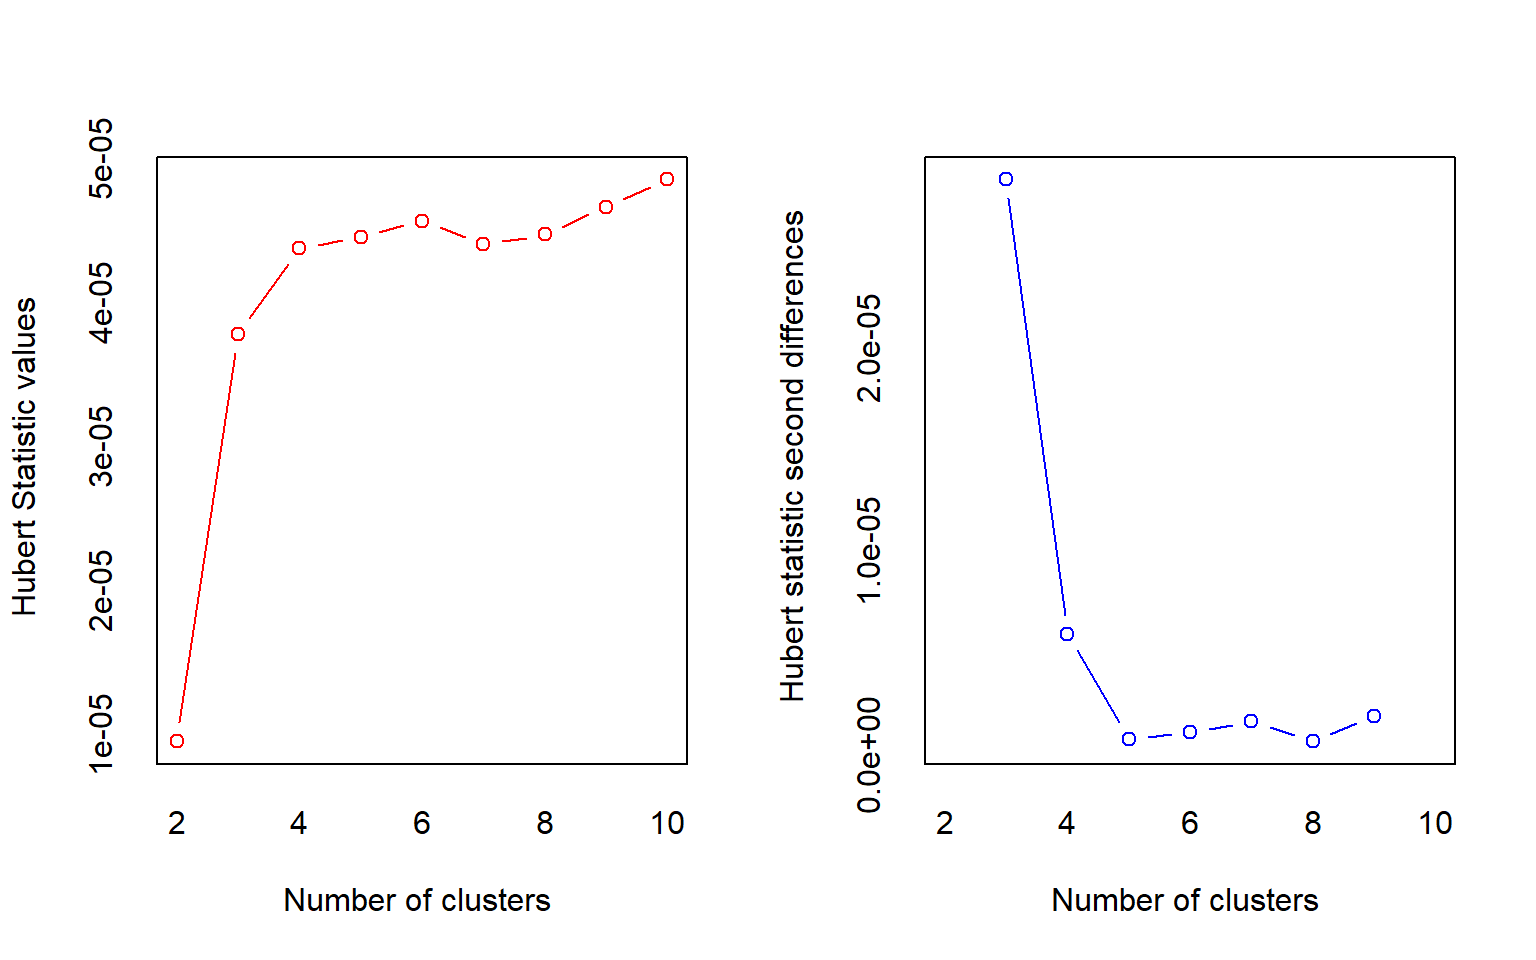 Hubert Statistic values
5e-05
4e-05
3e-05
2e-05
1e-05
2 4 6 8 10
Number of clusters
Hubert statistic second differences
2.0e-05
1.0e-05
0.0e+00
2 4 6 8 10
Number of clusters